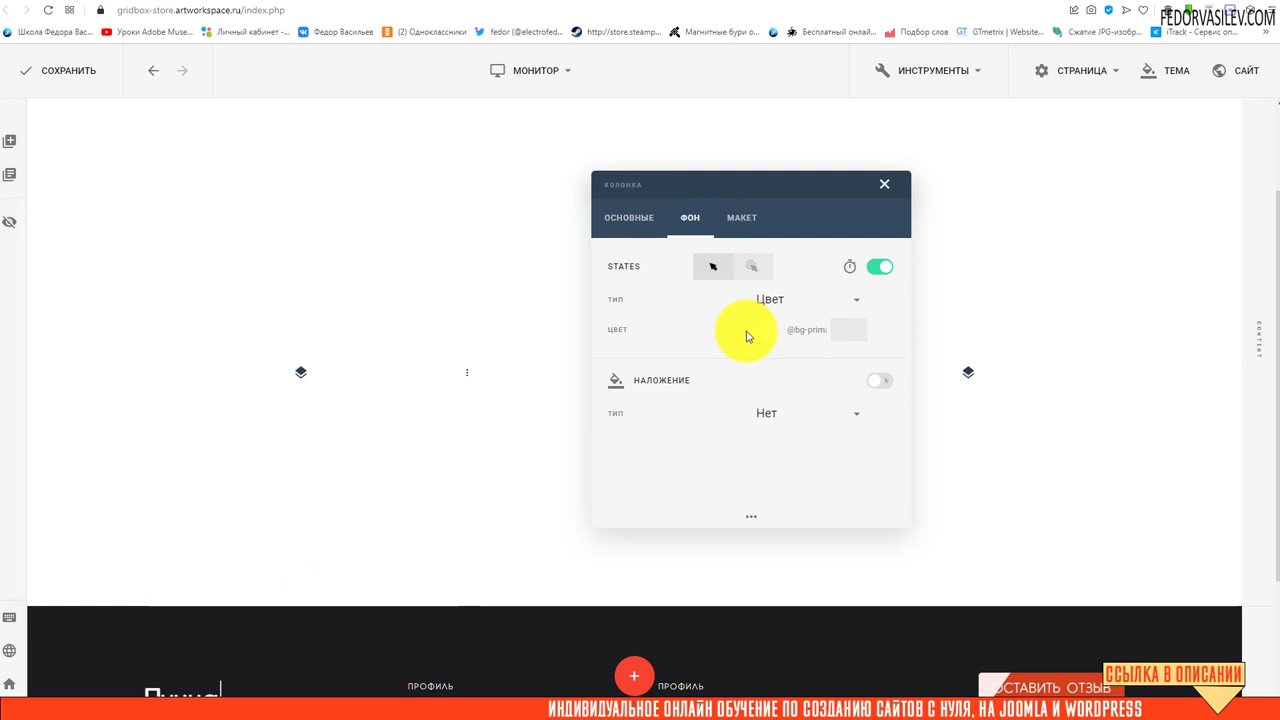 gridbox-store.artworkspace.ru/index.php
FEDORVASILEV.COM
Школа Федора Вас...
Уроки Adobe Muse...
Личный кабинет -...
Федор Васильев
(2) Одноклассники
fedor (@electrofed...
http://store.steamp...
Магнитные бури о...
Бесплатный онлай...
Подбор слов
GTmetrix | Website...
Сжатие JPG-изобр...
iTrack - Сервис оп...
СОХРАНИТЬ
МОНИТОР
ИНСТРУМЕНТЫ
СТРАНИЦА
ТЕМА
САЙТ
КОЛОНКА
ОСНОВНЫЕ
ФОН
МАКЕТ
STATES
ТИП
Цвет
ЦВЕТ
@bg-prim
НАЛОЖЕНИЕ
ТИП
Нет
CONTENT
ПРОФИЛЬ
ПРОФИЛЬ
ОСТАВИТЬ ОТЗЫВ
ССЫЛКА В ОПИСАНИИ
ИНДИВИДУАЛЬНОЕ ОНЛАЙН ОБУЧЕНИЕ ПО СОЗДАНИЮ САЙТОВ С НУЛЯ, НА JOOMLA И WORDPRESS